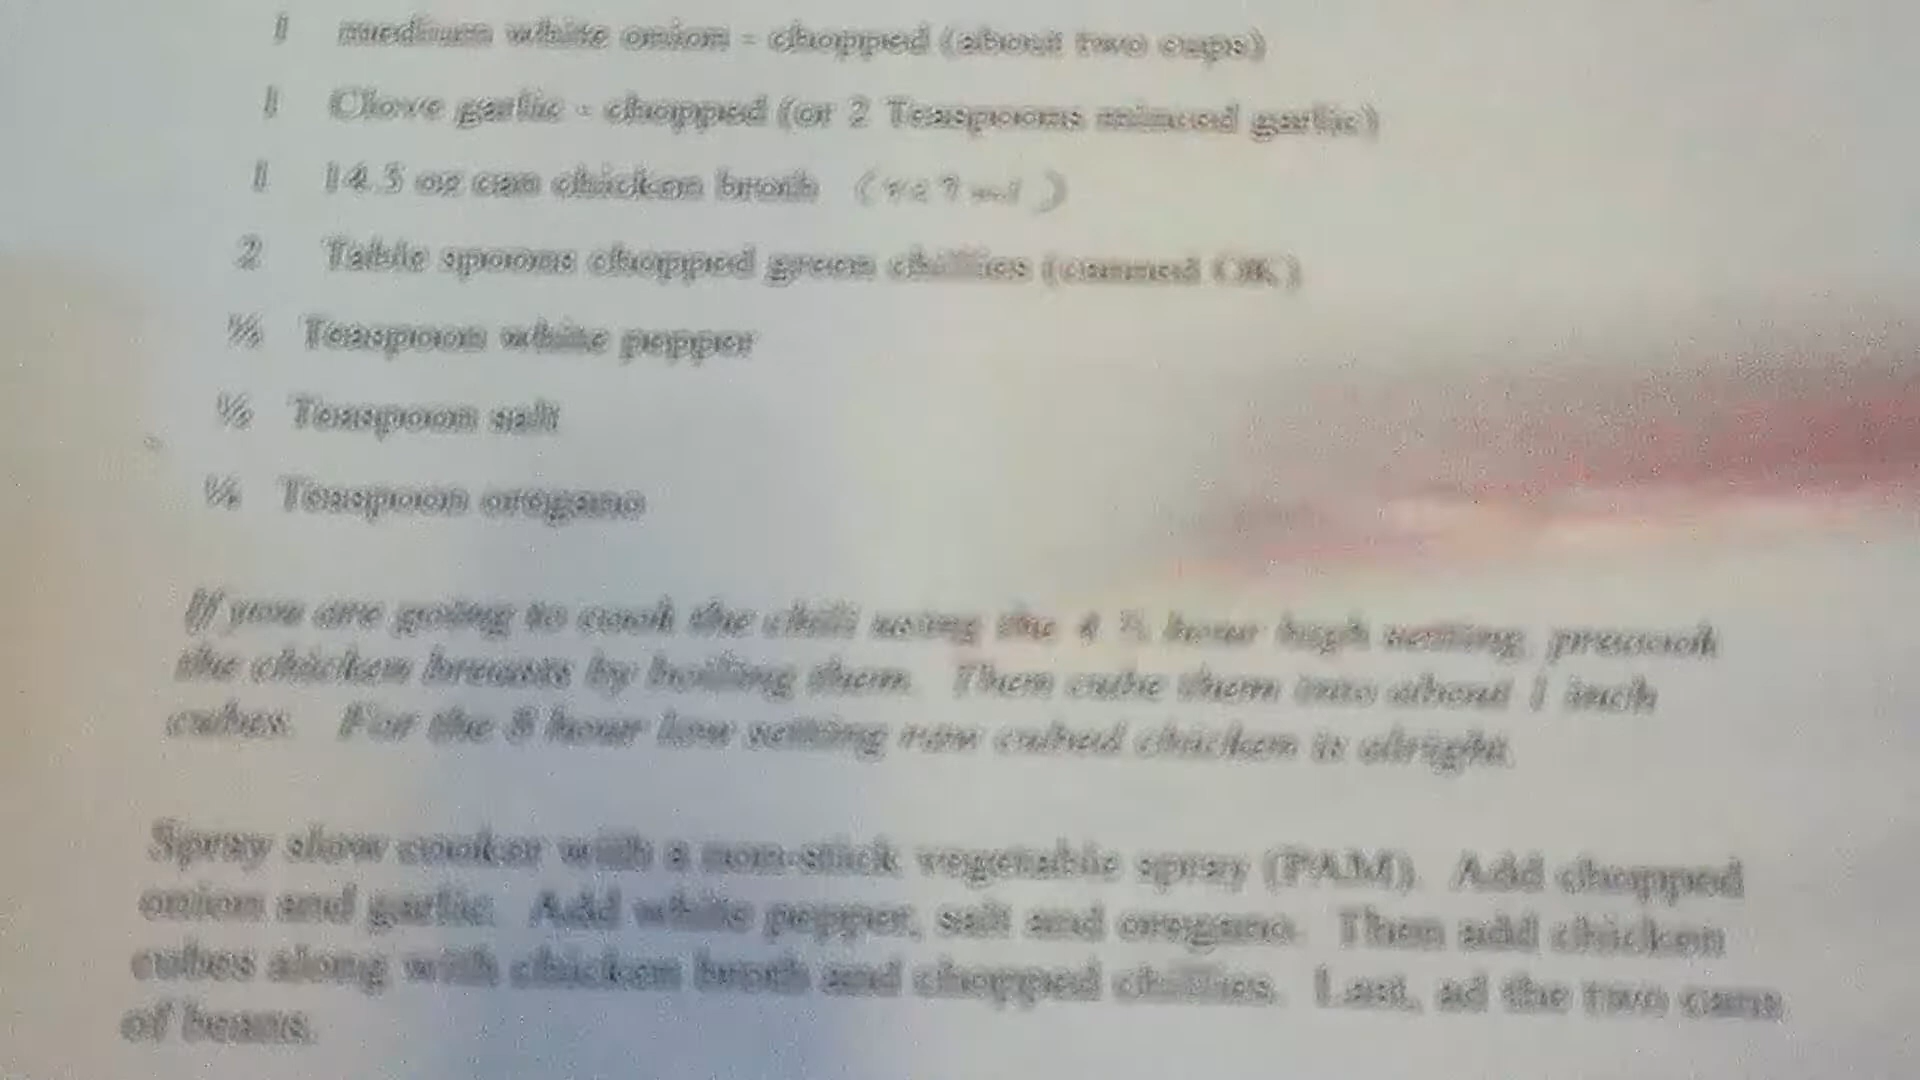 1 medium white onion - chopped (about two cups)
1 Clove garlic - chopped (or 2 Teaspoons minced garlic)
1 14.5 oz can chicken broth
2 Table spoons chopped green chillies (canned OK)
Teaspoon white pepper
Teaspoon salt
Teaspoon oregano
If you are going to cook the chili using the 4 ½ hour high setting, precook
the chicken breasts by boiling them. Then cube them into about 1 inch
cubes. For the 8 hour low setting raw cubed chicken is alright.
Spray slow cooker with a non-stick vegetable spray (PAM). Add chopped
onion and garlic. Add white pepper, salt and oregano. Then add chicken
cubes along with chicken broth and chopped chillies. Last, ad the two cans
of beans.